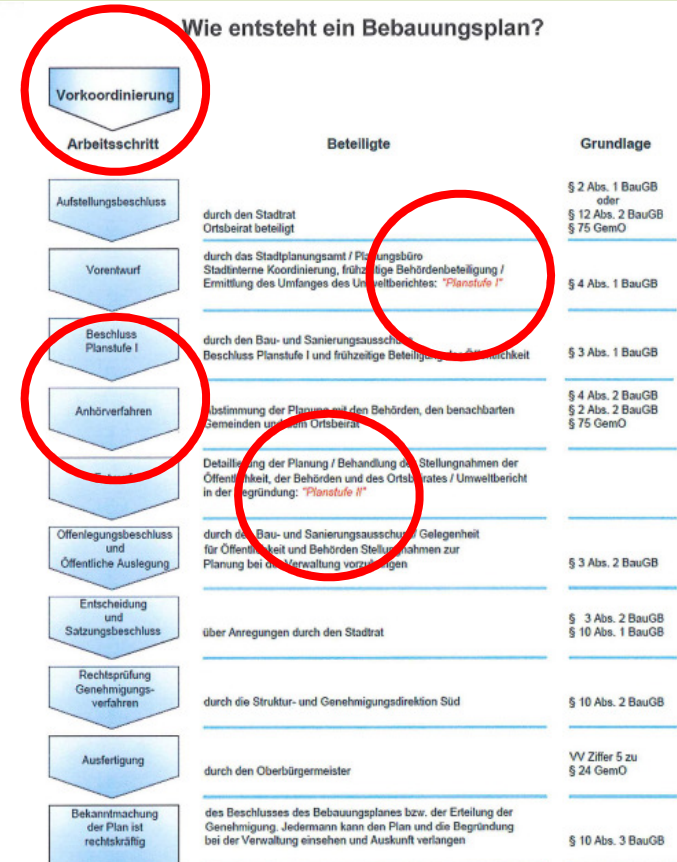 Wie entsteht ein Bebauungsplan?
Vorkoordinierung
Arbeitsschritt
Beteiligte
Grundlage
Aufstellungsbeschluss
durch den Stadtrat
Ortsbeirat beteiligt
§ 2 Abs. 1 BauGB
oder
§ 12 Abs. 2 BauGB
§ 75 GemO
Vorentwurf
durch das Stadtplanungsamt / Planungsbüro
Stadtinterne Koordinierung, frühzeitige Behördenbeteiligung /
Ermittlung des Umfanges des Umweltberichtes: "Planstufe I"
§ 4 Abs. 1 BauGB
Beschluss
Planstufe I
durch den Bau- und Sanierungsausschuss
Beschluss Planstufe I und frühzeitige Beteiligung der Öffentlichkeit
§ 3 Abs. 1 BauGB
Anhörverfahren
Abstimmung der Planung mit den Behörden, den benachbarten
Gemeinden und dem Ortsbeirat
§ 4 Abs. 2 BauGB
§ 2 Abs. 2 BauGB
§ 75 GemO
Detaillierung der Planung / Behandlung der Stellungnahmen der
Öffentlichkeit, der Behörden und des Ortsbeirates / Umweltbericht
in der Begründung: "Planstufe II"
Offenlegungsbeschluss
und
Öffentliche Auslegung
durch den Bau- und Sanierungsausschuss / Gelegenheit
für Öffentlichkeit und Behörden Stellungnahmen zur
Planung bei der Verwaltung vorzubringen
§ 3 Abs. 2 BauGB
Entscheidung
und
Satzungsbeschluss
über Anregungen durch den Stadtrat
§ 3 Abs. 2 BauGB
§ 10 Abs. 1 BauGB
Rechtsprüfung
Genehmigungs-
verfahren
durch die Struktur- und Genehmigungsdirektion Süd
§ 10 Abs. 2 BauGB
Ausfertigung
durch den Oberbürgermeister
VV Ziffer 5 zu
§ 24 GemO
Bekanntmachung
der Plan ist
rechtskräftig
des Beschlusses des Bebauungsplanes bzw. der Erteilung der
Genehmigung. Jedermann kann den Plan und die Begründung
bei der Verwaltung einsehen und Auskunft verlangen
§ 10 Abs. 3 BauGB